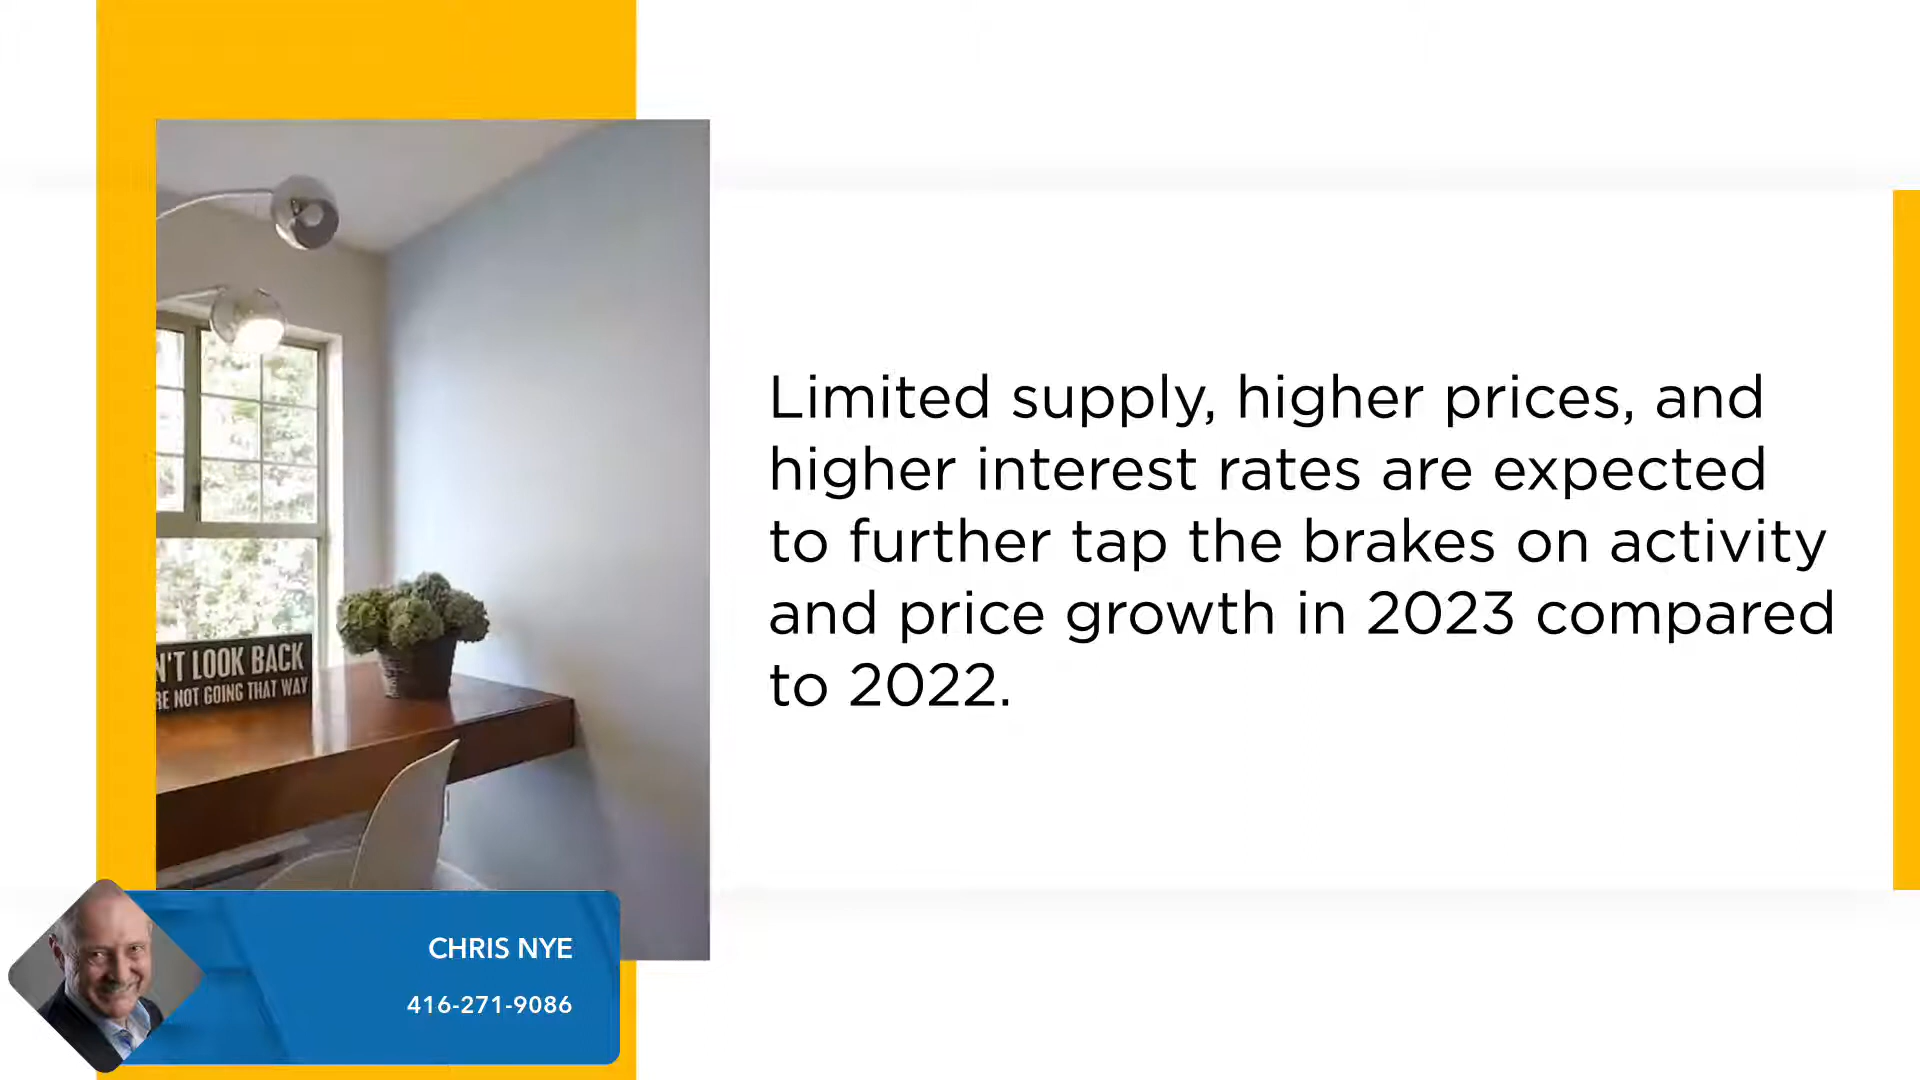 Limited supply, higher prices, and
higher interest rates are expected
to further tap the brakes on activity
and price growth in 2023 compared
to 2022.
N'T LOOK BACK
RE NOT GOING THAT WAY
CHRIS NYE
416-271-9086